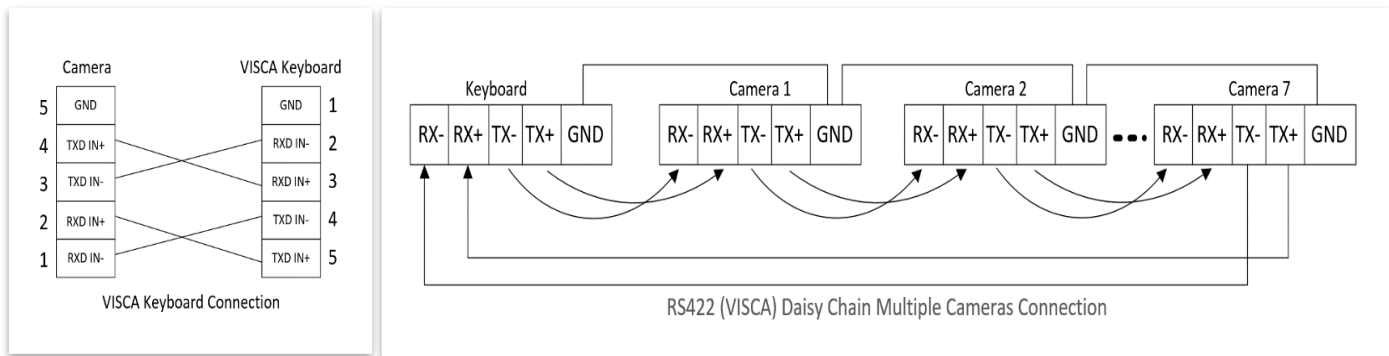 Camera VISCA Keyboard
5 GND GND 1
4 TXD IN+ RXD IN- 2
3 TXD IN- RXD IN+ 3
2 RXD IN+ TXD IN- 4
1 RXD IN- TXD IN+ 5
VISCA Keyboard Connection
Keyboard Camera 1 Camera 2 Camera 7
RX- RX+ TX- TX+ GND RX- RX+ TX- TX+ GND RX- RX+ TX- TX+ GND RX- RX+ TX- TX+ GND
RS422 (VISCA) Daisy Chain Multiple Cameras Connection